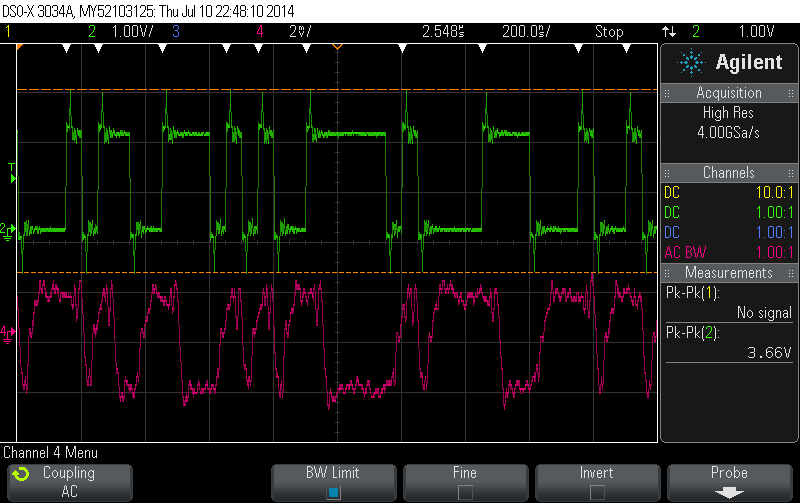 DSO-X 3034A, MY52103125: Thu Jul 10 22:48:10 2014
1 2 1.00V/ 3 4 2V/ 2.548s 200.0s/ Stop 2 1.00V
Agilent
Acquisition
High Res
4.00GSa/s
Channels
DC 10.0:1
DC 1.00:1
DC 1.00:1
AC BW 1.00:1
Measurements
Pk-Pk(1):
No signal
Pk-Pk(2):
3.66V
T
2
4
Channel 4 Menu
Coupling
AC
BW Limit
Fine
Invert
Probe